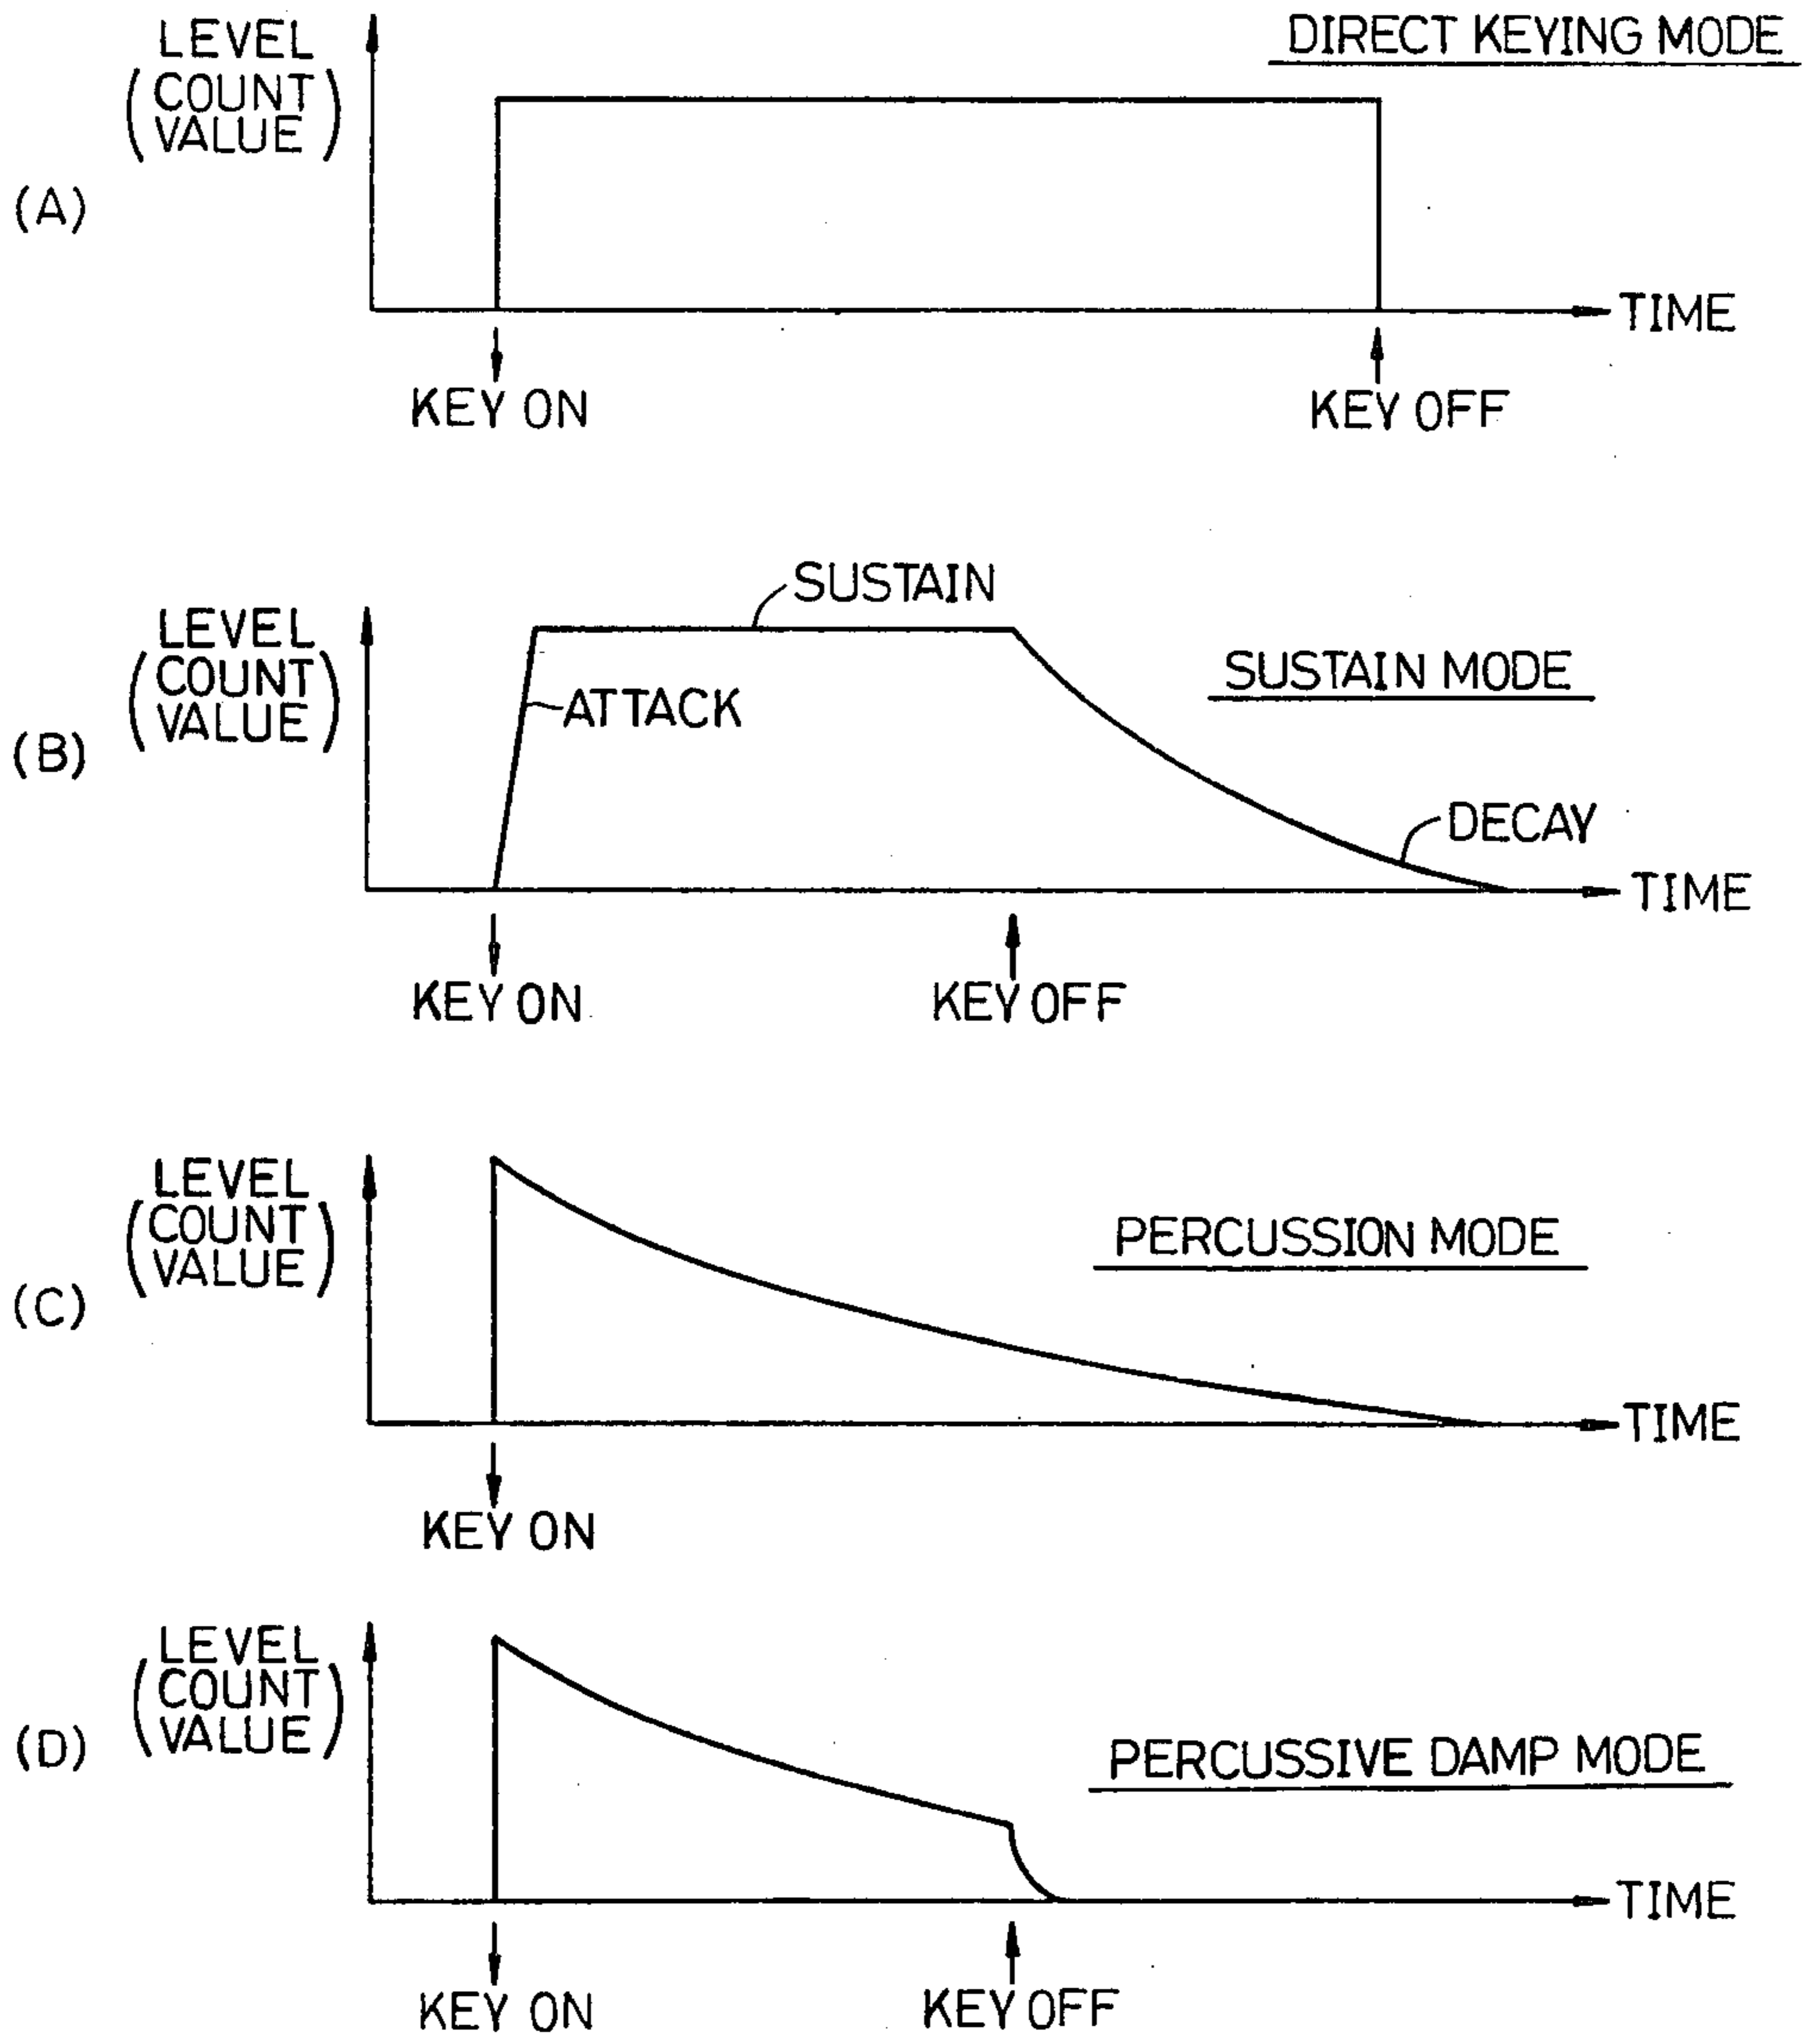 DIRECT KEYING MODE
LEVEL
(COUNT
VALUE)
(A)
TIME
KEY ON
KEY OFF
SUSTAIN
LEVEL
(COUNT
VALUE)
SUSTAIN MODE
ATTACK
(B)
DECAY
TIME
KEY ON
KEY OFF
LEVEL
(COUNT
VALUE)
PERCUSSION MODE
(C)
TIME
KEY ON
LEVEL
(COUNT
VALUE)
(D)
PERCUSSIVE DAMP MODE
TIME
KEY ON
KEY OFF